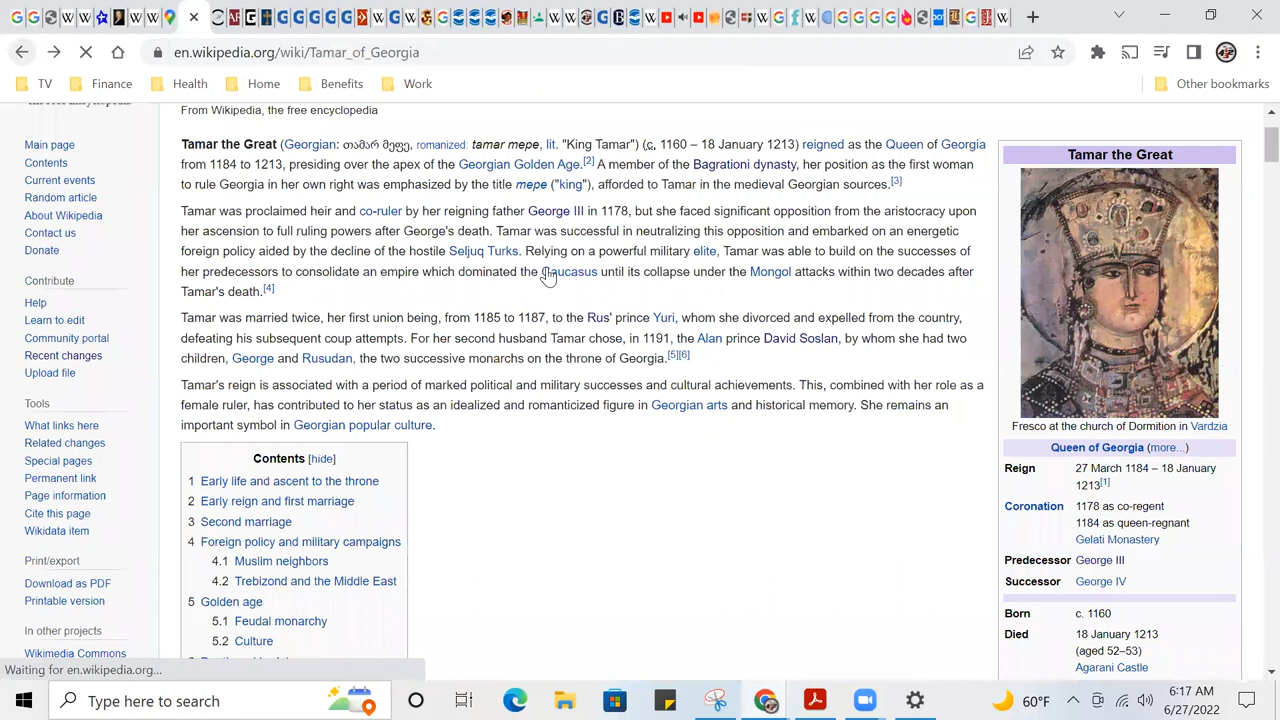 en.wikipedia.org/wiki/Tamar_of_Georgia
TV Finance Health Home Benefits Work Other bookmarks
From Wikipedia, the free encyclopedia
Main page
Contents
Current events
Random article
About Wikipedia
Contact us
Donate
Contribute
Help
Learn to edit
Community portal
Recent changes
Upload file
Tools
What links here
Related changes
Special pages
Permanent link
Page information
Cite this page
Wikidata item
Print/export
Download as PDF
Printable version
In other projects
Wikimedia Commons
Tamar the Great (Georgian: თამარ მეფე, romanized: tamar mepe, lit. "King Tamar") (c. 1160 – 18 January 1213) reigned as the Queen of Georgia
from 1184 to 1213, presiding over the apex of the Georgian Golden Age.[2] A member of the Bagrationi dynasty, her position as the first woman
to rule Georgia in her own right was emphasized by the title mepe ("king"), afforded to Tamar in the medieval Georgian sources.[3]
Tamar was proclaimed heir and co-ruler by her reigning father George III in 1178, but she faced significant opposition from the aristocracy upon
her ascension to full ruling powers after George's death. Tamar was successful in neutralizing this opposition and embarked on an energetic
foreign policy aided by the decline of the hostile Seljuq Turks. Relying on a powerful military elite, Tamar was able to build on the successes of
her predecessors to consolidate an empire which dominated the Caucasus until its collapse under the Mongol attacks within two decades after
Tamar's death.[4]
Tamar was married twice, her first union being, from 1185 to 1187, to the Rus' prince Yuri, whom she divorced and expelled from the country,
defeating his subsequent coup attempts. For her second husband Tamar chose, in 1191, the Alan prince David Soslan, by whom she had two
children, George and Rusudan, the two successive monarchs on the throne of Georgia.[5][6]
Tamar's reign is associated with a period of marked political and military successes and cultural achievements. This, combined with her role as a
female ruler, has contributed to her status as an idealized and romanticized figure in Georgian arts and historical memory. She remains an
important symbol in Georgian popular culture.
Contents [hide]
1 Early life and ascent to the throne
2 Early reign and first marriage
3 Second marriage
4 Foreign policy and military campaigns
4.1 Muslim neighbors
4.2 Trebizond and the Middle East
5 Golden age
5.1 Feudal monarchy
5.2 Culture
Tamar the Great
Fresco at the church of Dormition in Vardzia
Queen of Georgia (more...)
Reign 27 March 1184 – 18 January
1213[1]
Coronation 1178 as co-regent
1184 as queen-regnant
Gelati Monastery
Predecessor George III
Successor George IV
Born c. 1160
Died 18 January 1213
(aged 52–53)
Agarani Castle
Waiting for en.wikipedia.org...
Type here to search
60°F
6:17 AM
6/27/2022